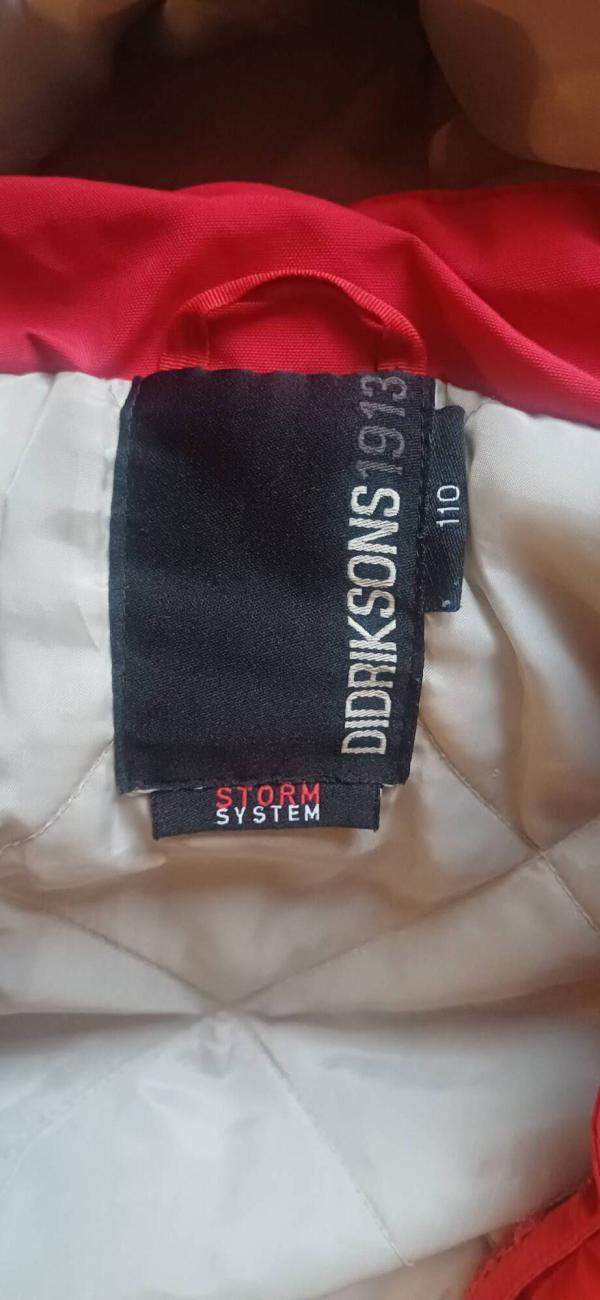 DIDRIKSONS1913
110
STORM
SYSTEM